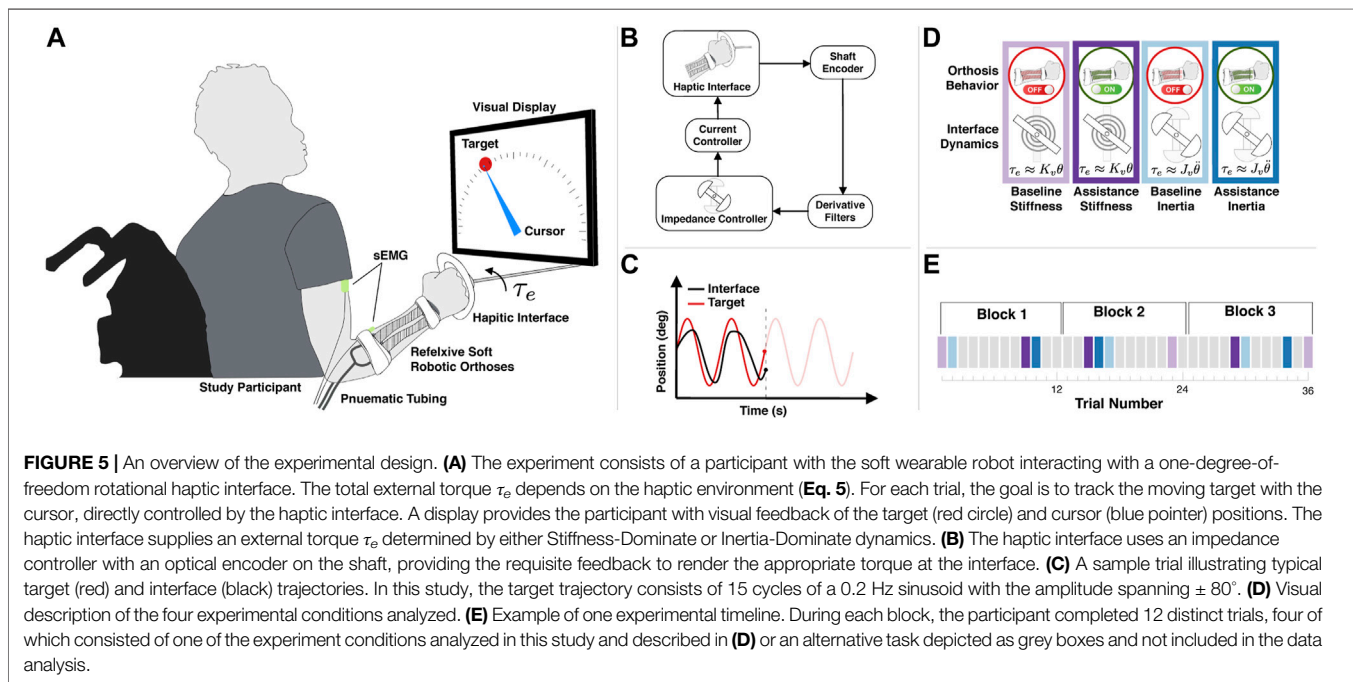 A
Visual Display
Target
Cursor
sEMG
τe
Hapitic Interface
Refelxive Soft
Robotic Orthoses
Study Participant
Pnuematic Tubing
B
Haptic Interface
Shaft
Encoder
Current
Controller
Impedance Controller
Derivative
Filters
C
Interface
Target
Position (deg)
Time (s)
D
Orthosis
Behavior
OFF
ON
OFF
ON
Interface
Dynamics
τe ≈ Kvθ
τe ≈ Kvθ
τe ≈ Jvθ̈
τe ≈ Jvθ̈
Baseline
Stiffness
Assistance
Stiffness
Baseline
Inertia
Assistance
Inertia
E
Block 1
Block 2
Block 3
12
24
36
Trial Number
FIGURE 5 | An overview of the experimental design. (A) The experiment consists of a participant with the soft wearable robot interacting with a one-degree-of-
freedom rotational haptic interface. The total external torque τe depends on the haptic environment (Eq. 5). For each trial, the goal is to track the moving target with the
cursor, directly controlled by the haptic interface. A display provides the participant with visual feedback of the target (red circle) and cursor (blue pointer) positions. The
haptic interface supplies an external torque τe determined by either Stiffness-Dominate or Inertia-Dominate dynamics. (B) The haptic interface uses an impedance
controller with an optical encoder on the shaft, providing the requisite feedback to render the appropriate torque at the interface. (C) A sample trial illustrating typical
target (red) and interface (black) trajectories. In this study, the target trajectory consists of 15 cycles of a 0.2 Hz sinusoid with the amplitude spanning ± 80°. (D) Visual
description of the four experimental conditions analyzed. (E) Example of one experimental timeline. During each block, the participant completed 12 distinct trials, four of
which consisted of one of the experiment conditions analyzed in this study and described in (D) or an alternative task depicted as grey boxes and not included in the data
analysis.